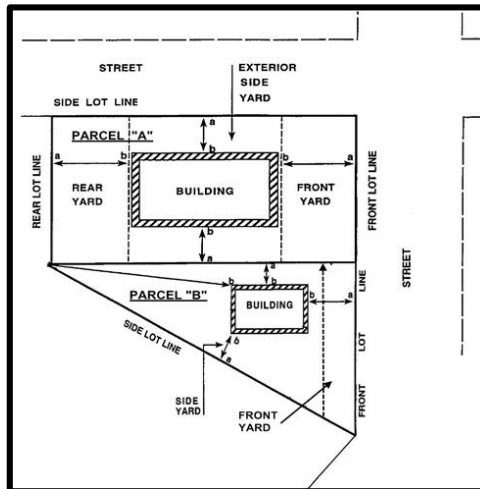 STREET
EXTERIOR
SIDE
YARD
SIDE LOT LINE
PARCEL "A"
a
b
REAR LOT LINE
a
b
REAR
YARD
BUILDING
b
a
FRONT
YARD
FRONT LOT LINE
b
a
STREET
a
b
b
PARCEL "B"
BUILDING
b
a
FRONT LOT LINE
SIDE LOT LINE
b
a
SIDE
YARD
FRONT
YARD